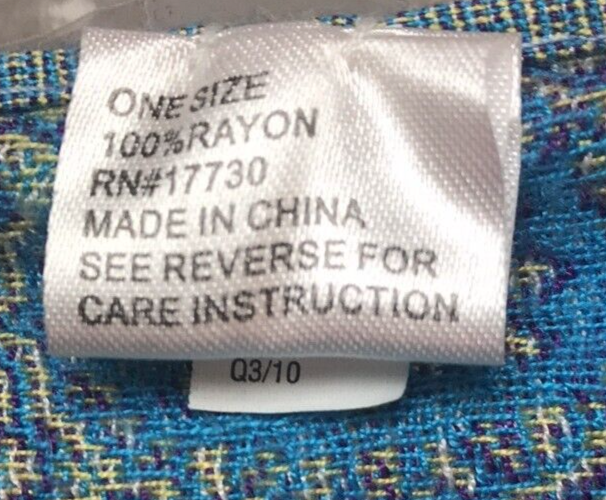 ONE SIZE
100%RAYON
RN#17730
MADE IN CHINA
SEE REVERSE FOR
CARE INSTRUCTION
Q3/10